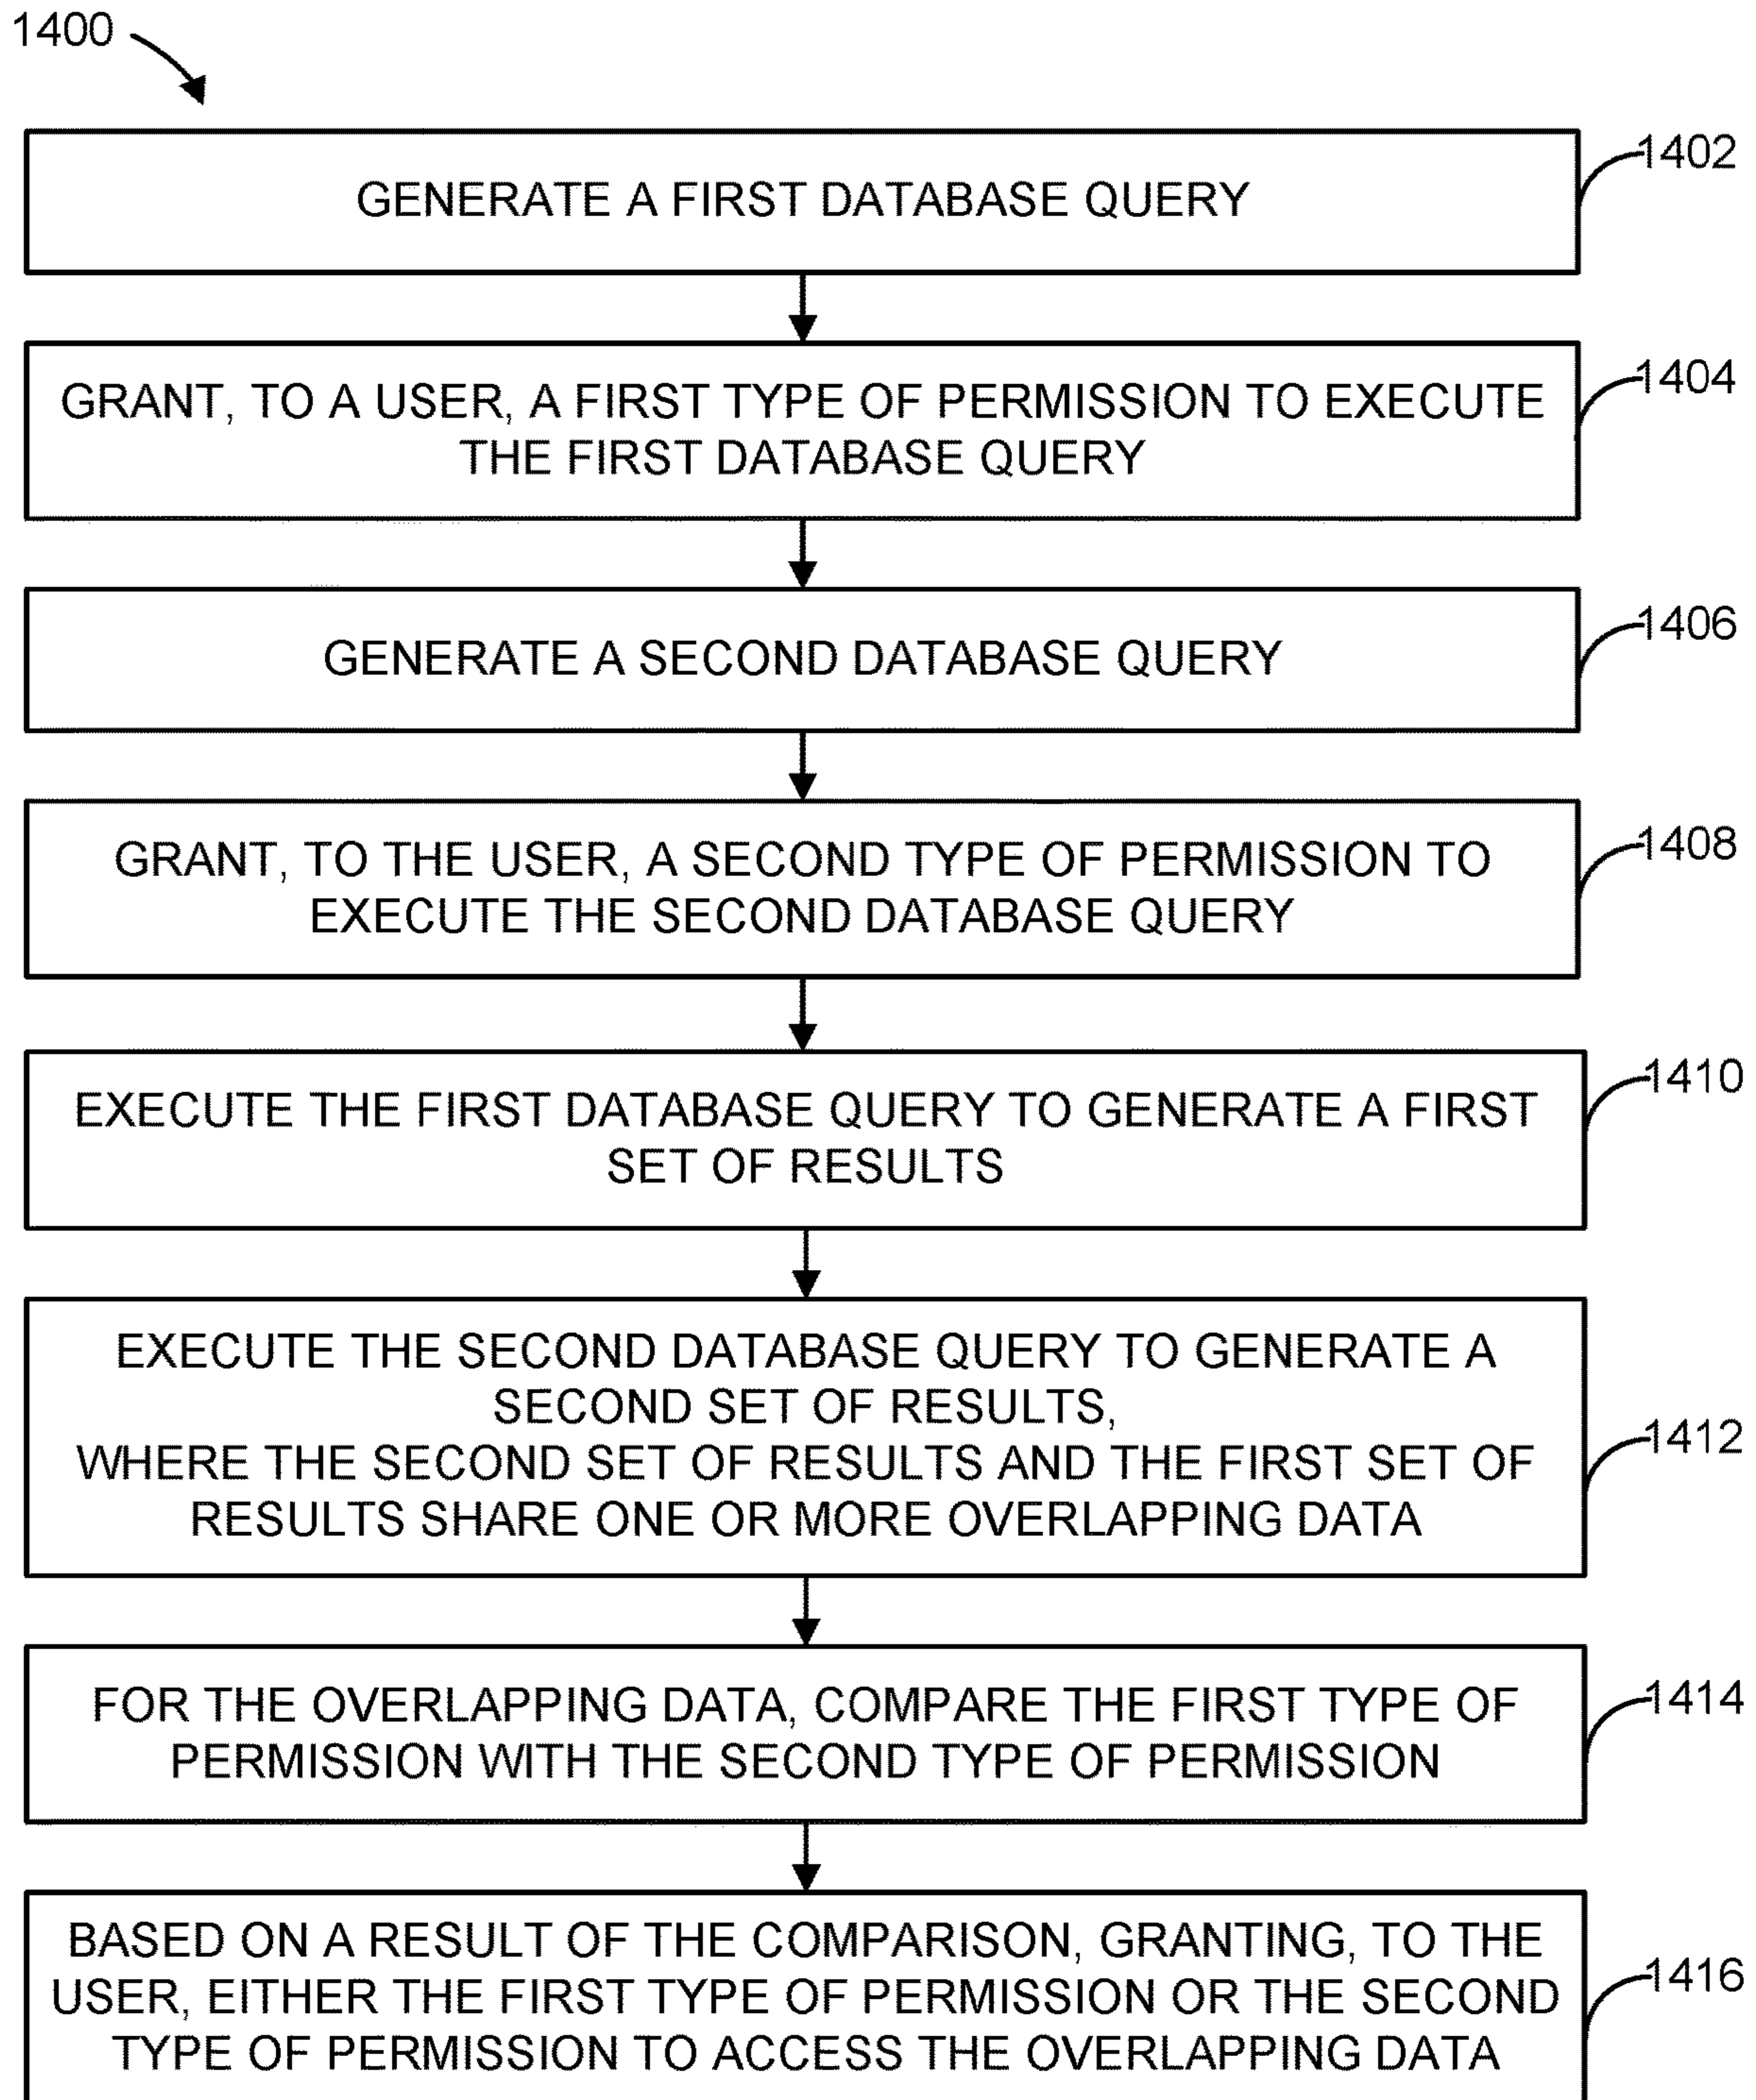 1400
GENERATE A FIRST DATABASE QUERY
1402
GRANT, TO A USER, A FIRST TYPE OF PERMISSION TO EXECUTE
THE FIRST DATABASE QUERY
1404
GENERATE A SECOND DATABASE QUERY
1406
GRANT, TO THE USER, A SECOND TYPE OF PERMISSION TO
EXECUTE THE SECOND DATABASE QUERY
1408
EXECUTE THE FIRST DATABASE QUERY TO GENERATE A FIRST
SET OF RESULTS
1410
EXECUTE THE SECOND DATABASE QUERY TO GENERATE A
SECOND SET OF RESULTS,
WHERE THE SECOND SET OF RESULTS AND THE FIRST SET OF
RESULTS SHARE ONE OR MORE OVERLAPPING DATA
1412
FOR THE OVERLAPPING DATA, COMPARE THE FIRST TYPE OF
PERMISSION WITH THE SECOND TYPE OF PERMISSION
1414
BASED ON A RESULT OF THE COMPARISON, GRANTING, TO THE
USER, EITHER THE FIRST TYPE OF PERMISSION OR THE SECOND
TYPE OF PERMISSION TO ACCESS THE OVERLAPPING DATA
1416